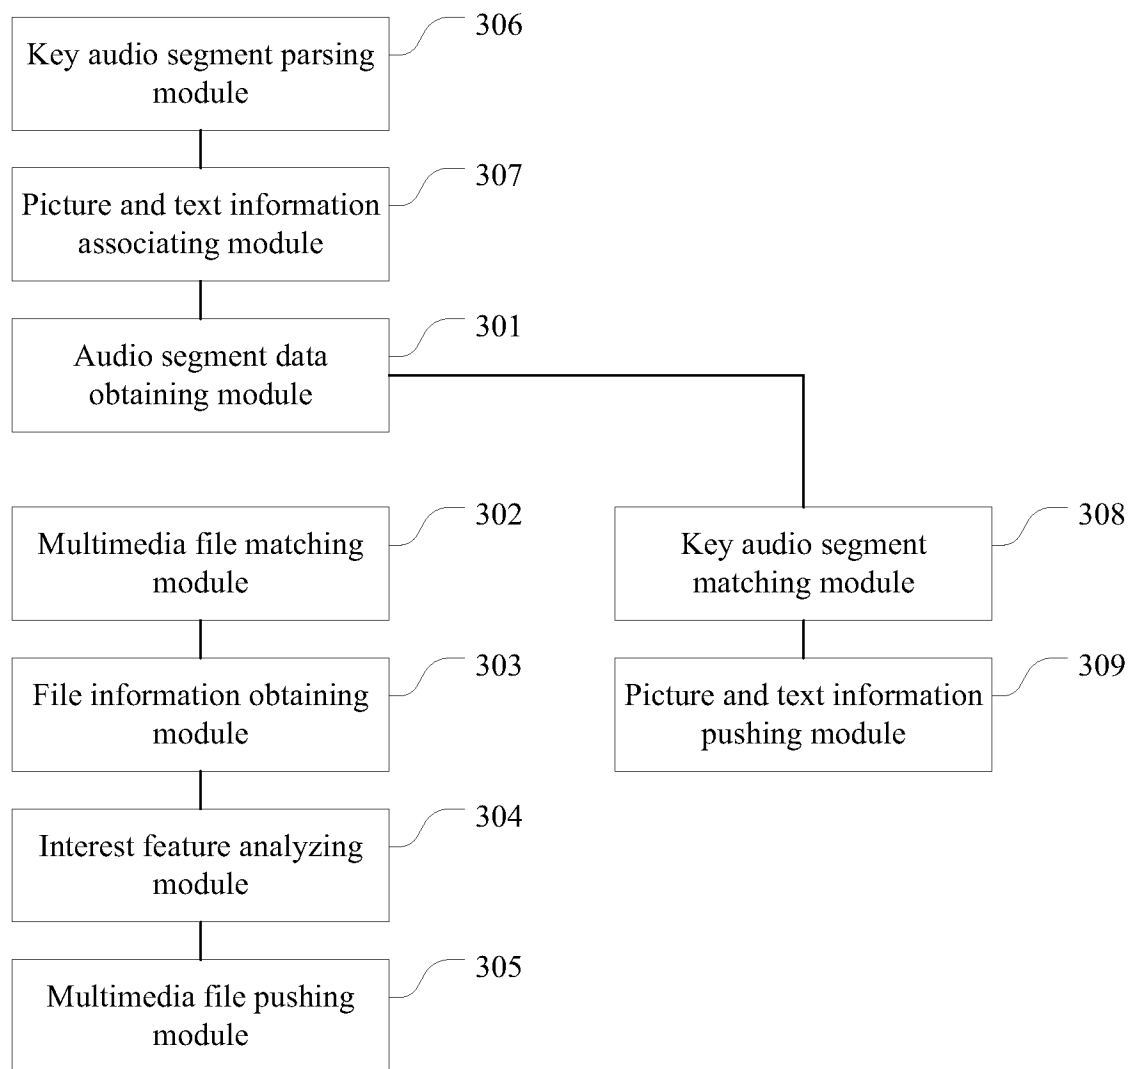 306
Key audio segment parsing
module
307
Picture and text information
associating module
301
Audio segment data
obtaining module
302
Multimedia file matching
module
308
Key audio segment
matching module
303
File information obtaining
module
309
Picture and text information
pushing module
304
Interest feature analyzing
module
305
Multimedia file pushing
module